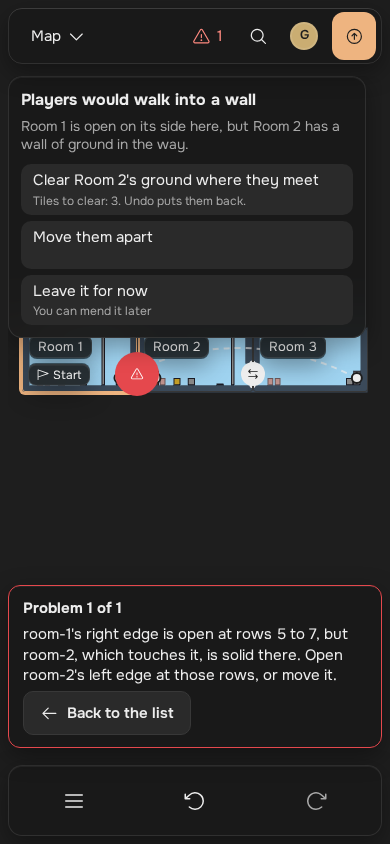 Map
1
G
Players would walk into a wall
Room 1 is open on its side here, but Room 2 has a
wall of ground in the way.
Clear Room 2's ground where they meet
Tiles to clear: 3. Undo puts them back.
Move them apart
Leave it for now
You can mend it later
Room 1
Room 2
Room 3
Start
Problem 1 of 1
room-1's right edge is open at rows 5 to 7, but
room-2, which touches it, is solid there. Open
room-2's left edge at those rows, or move it.
Back to the list